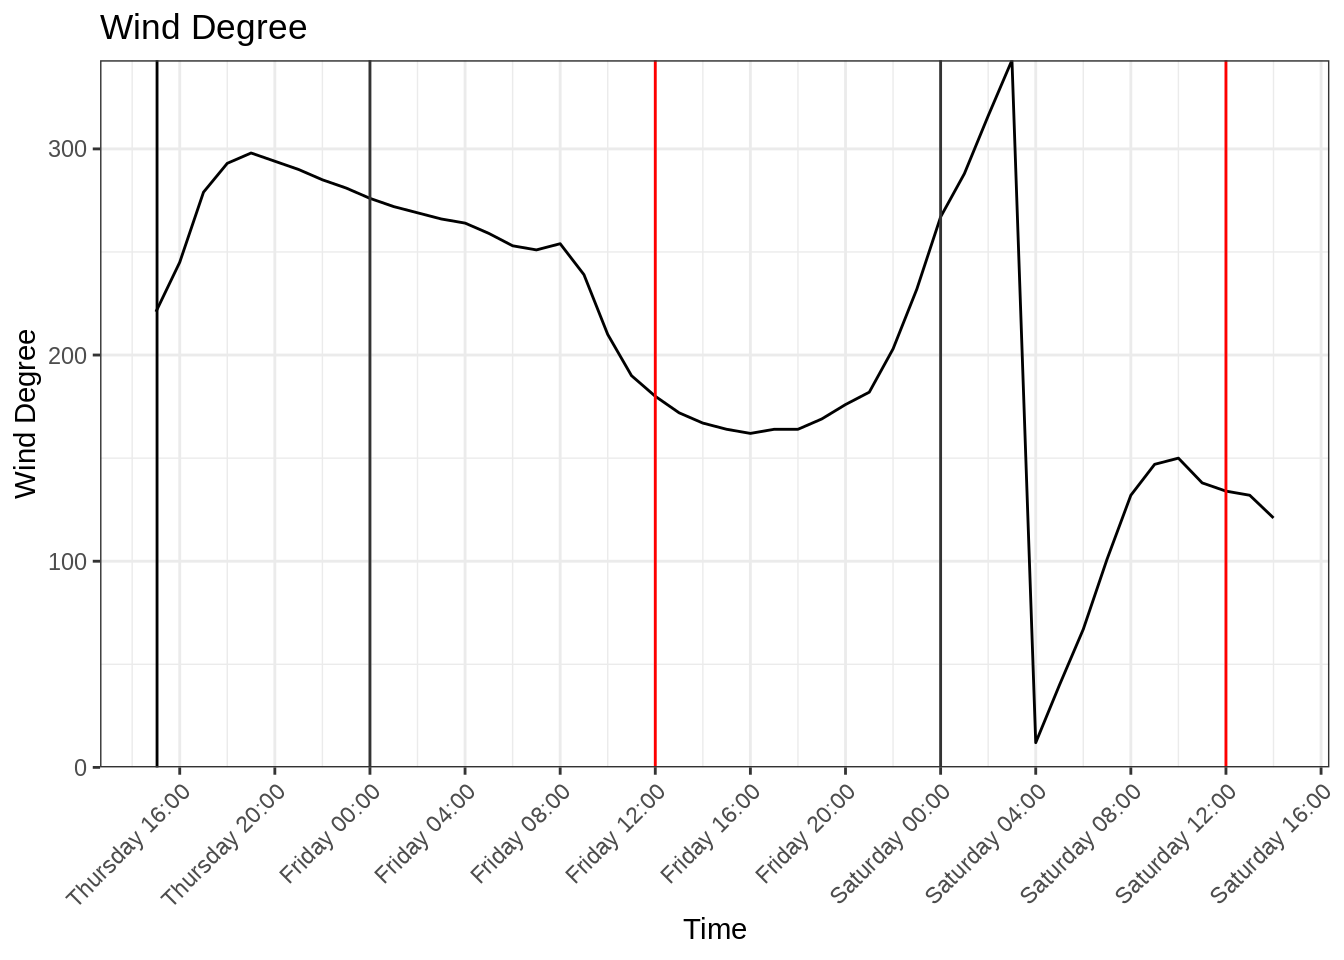 Wind Degree
Wind Degree
300
200
100
0
Thursday 16:00
Thursday 20:00
Friday 00:00
Friday 04:00
Friday 08:00
Friday 12:00
Friday 16:00
Friday 20:00
Saturday 00:00
Saturday 04:00
Saturday 08:00
Saturday 12:00
Saturday 16:00
Time